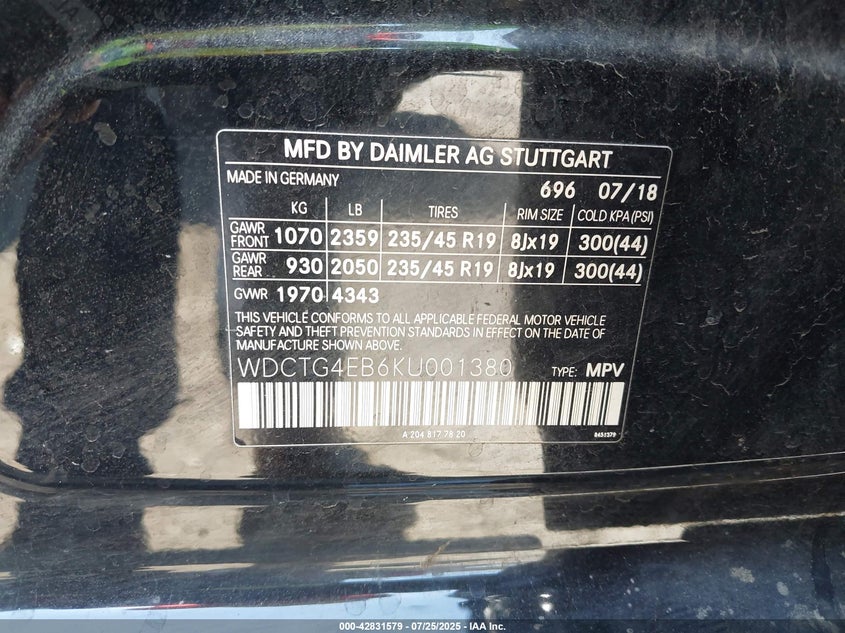 MFD BY DAIMLER AG STUTTGART
MADE IN GERMANY 696 07/18
KG LB TIRES RIM SIZE COLD KPA (PSI)
GAWR FRONT 1070 2359 235/45 R19 8Jx19 300(44)
GAWR REAR 930 2050 235/45 R19 8Jx19 300(44)
GVWR 1970 4343
THIS VEHICLE CONFORMS TO ALL APPLICABLE FEDERAL MOTOR VEHICLE
SAFETY AND THEFT PREVENTION STANDARDS IN EFFECT ON THE DATE OF
MANUFACTURE SHOWN ABOVE.
WDCTG4EB6KU001380 TYPE: MPV
A 204 817 78 20 8451379
000-42831579 | 07/25/2025 | IAA Inc.